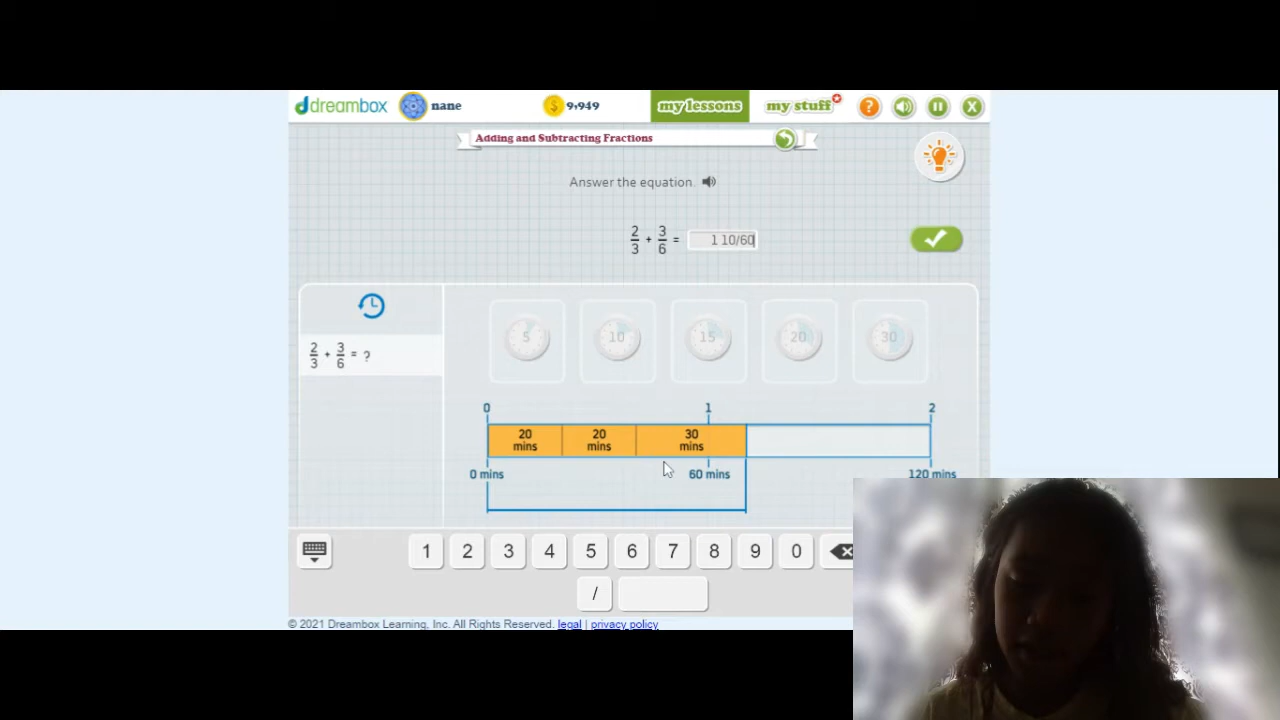 dreambox nane $ 9,949 my lessons my stuff ? X
Adding and Subtracting Fractions
Answer the equation.
2/3 + 3/6 = 1 10/60
2/3 + 3/6 = ?
5 10 15 20 30
0 1 2
20 mins 20 mins 30 mins
0 mins 60 mins 120 mins
1 2 3 4 5 6 7 8 9 0
/
© 2021 Dreambox Learning, Inc. All Rights Reserved. legal | privacy policy